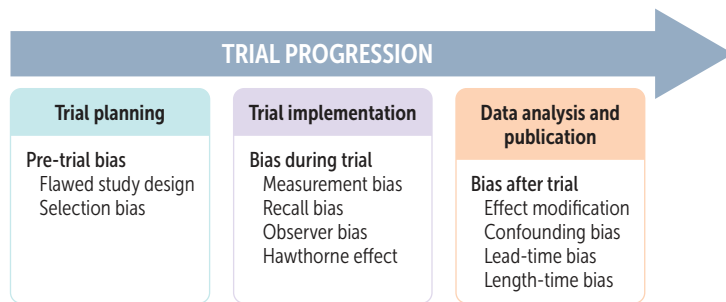 TRIAL PROGRESSION
Trial planning
Pre-trial bias
Flawed study design
Selection bias
Trial implementation
Bias during trial
Measurement bias
Recall bias
Observer bias
Hawthorne effect
Data analysis and
publication
Bias after trial
Effect modification
Confounding bias
Lead-time bias
Length-time bias